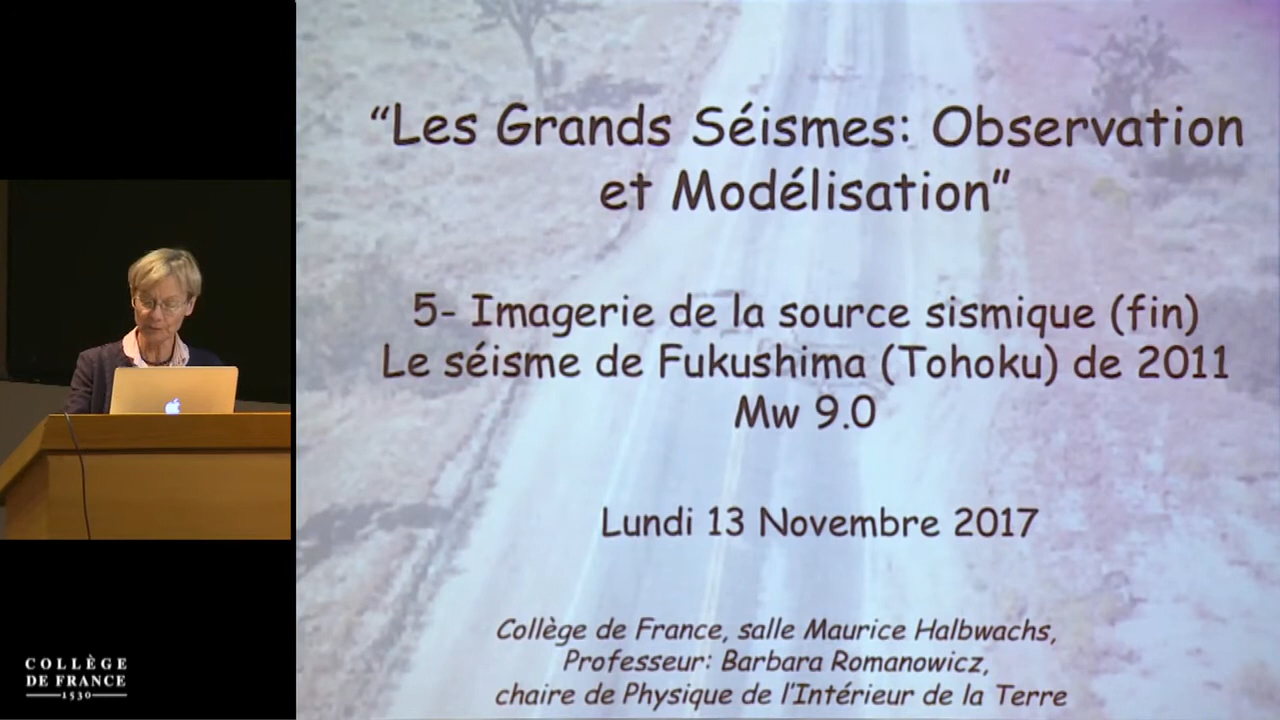 “Les Grands Séismes: Observation
et Modélisation”
5- Imagerie de la source sismique (fin)
Le séisme de Fukushima (Tohoku) de 2011
Mw 9.0
Lundi 13 Novembre 2017
Collège de France, salle Maurice Halbwachs,
Professeur: Barbara Romanowicz,
chaire de Physique de l'Intérieur de la Terre
COLLÈGE
DE FRANCE
1530